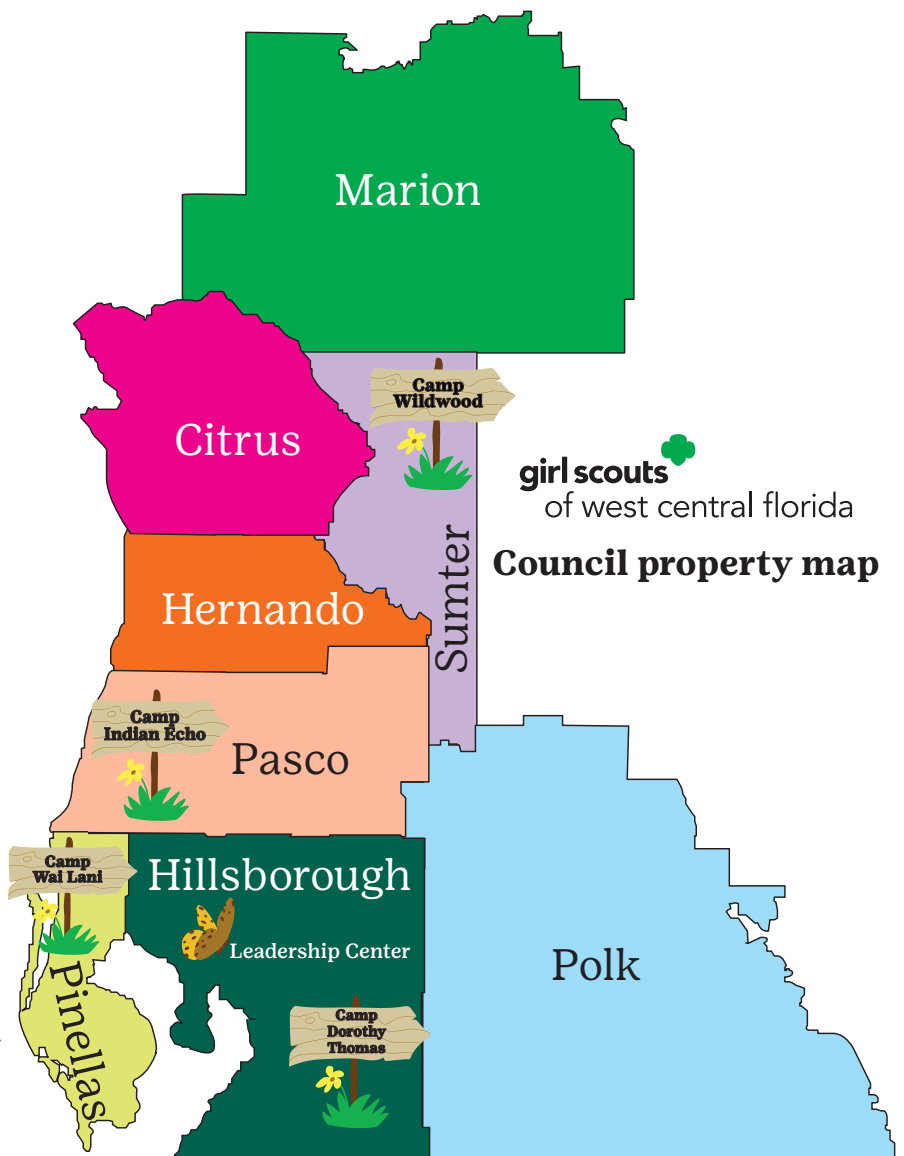 Marion
Camp
Wildwood
Citrus
girl scouts
of west central florida
Council property map
Sumter
Hernando
Camp
Indian Echo
Pasco
Camp
Wai Lani
Hillsborough
Leadership Center
Polk
Pinellas
Camp
Dorothy
Thomas